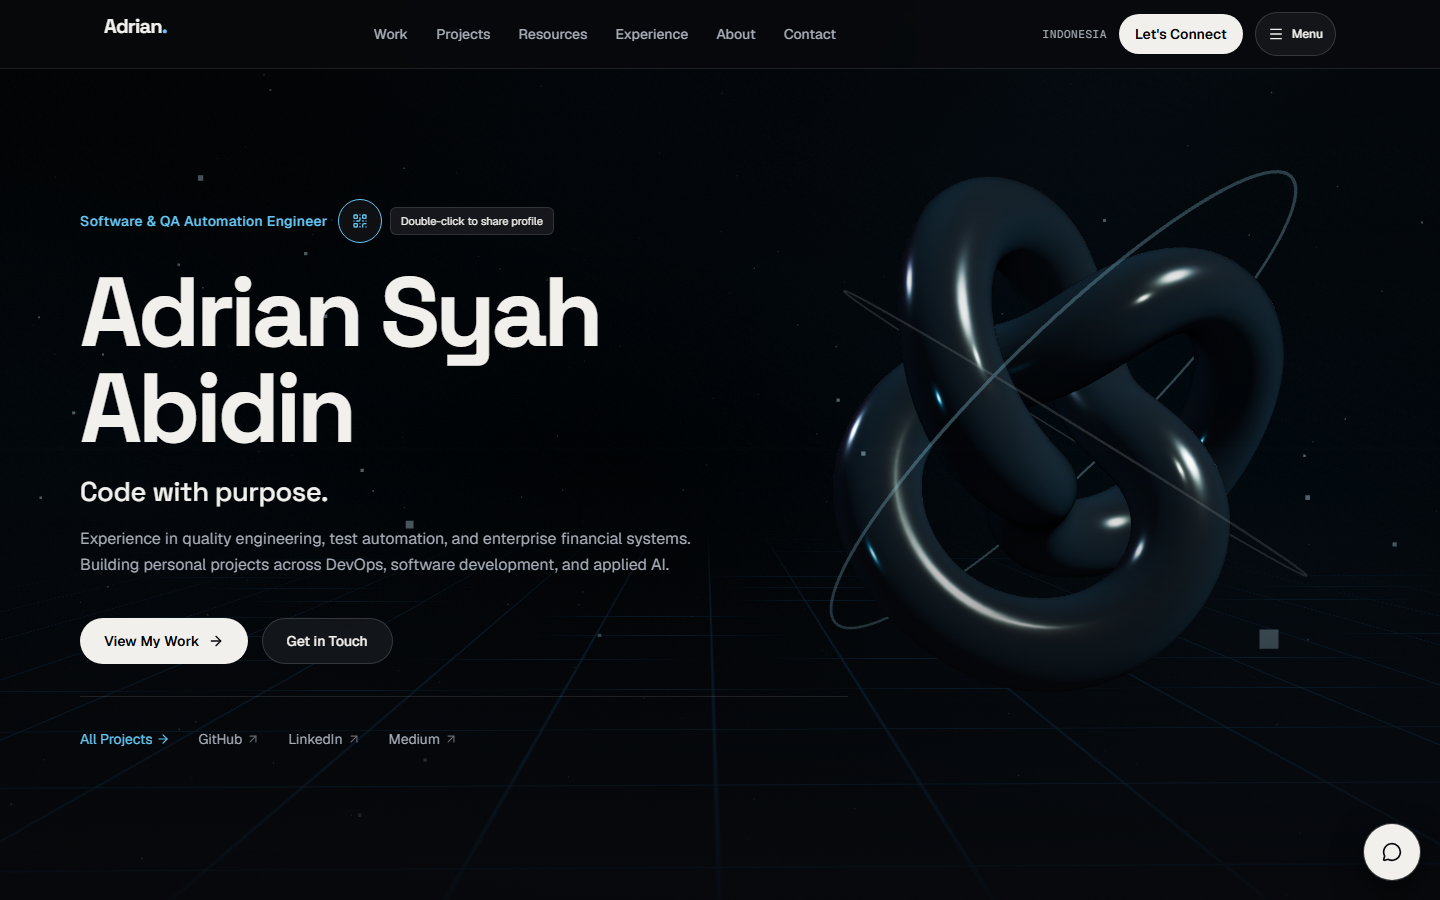 Adrian.
Work
Projects
Resources
Experience
About
Contact
INDONESIA
Let's Connect
Menu
Software & QA Automation Engineer
Double-click to share profile
Adrian Syah
Abidin
Code with purpose.
Experience in quality engineering, test automation, and enterprise financial systems.
Building personal projects across DevOps, software development, and applied AI.
View My Work
Get in Touch
All Projects
GitHub
LinkedIn
Medium